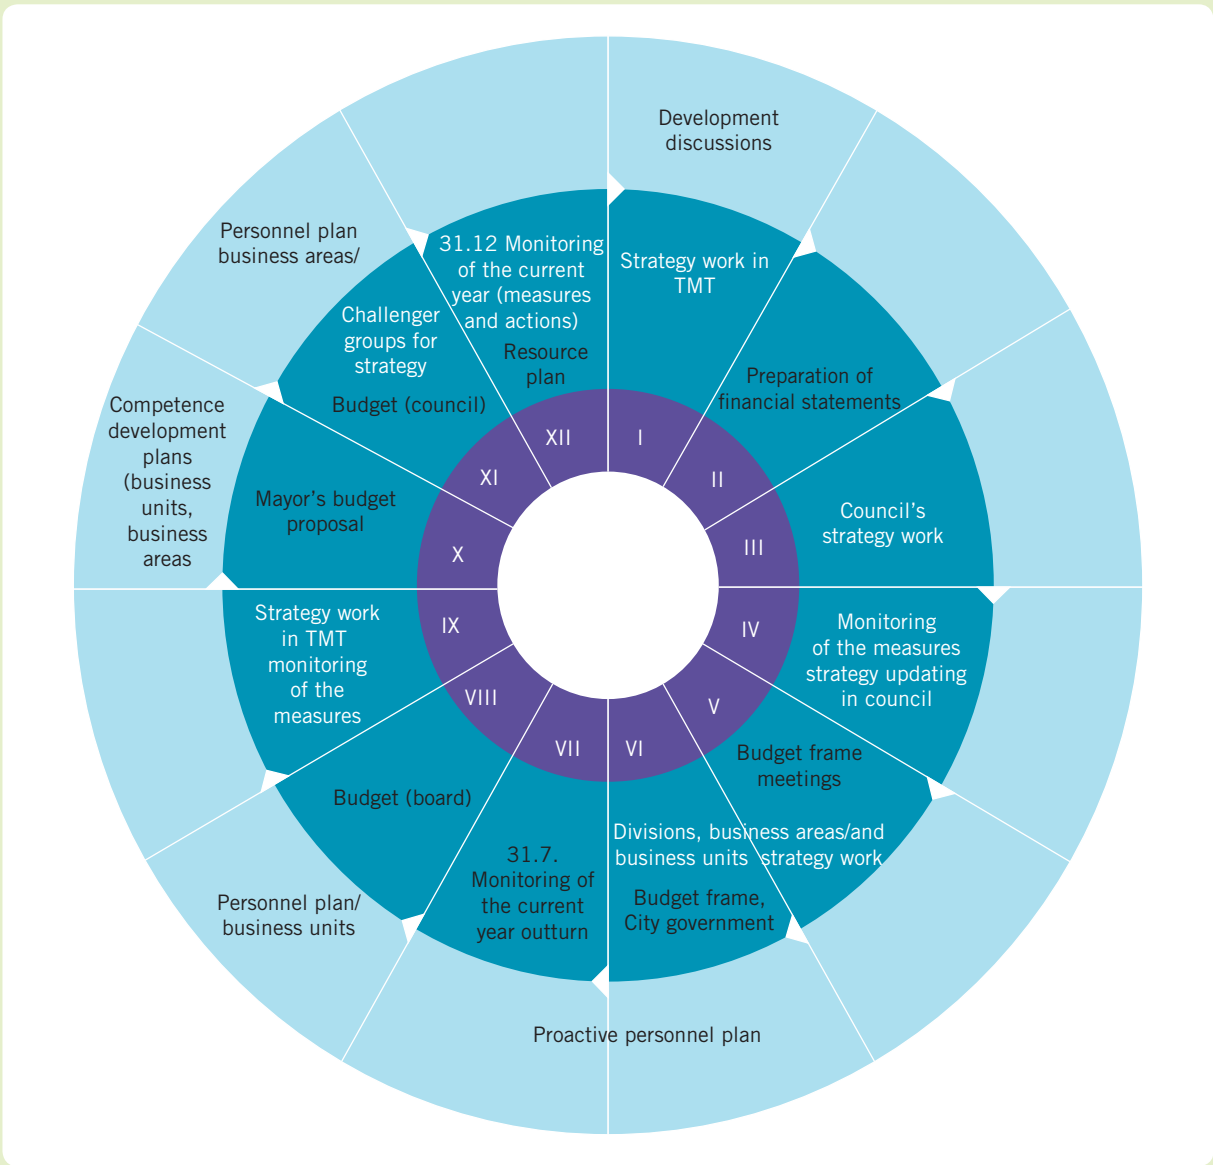 Development
discussions
Personnel plan
business areas/
Competence
development
plans
(business
units,
business
areas
Personnel plan/
business units
Proactive personnel plan
Strategy work in
TMT
Preparation of
financial statements
Council’s
strategy work
Monitoring
of the measures
strategy updating
in council
Budget frame
meetings
Divisions, business areas/and
business units strategy work
Budget frame,
City government
31.7.
Monitoring of
the current
year outturn
Budget (board)
Strategy work
in TMT
monitoring
of the
measures
Mayor’s budget
proposal
Challenger
groups for
strategy
Budget (council)
31.12 Monitoring
of the current
year (measures
and actions)
Resource
plan
I
II
III
IV
V
VI
VII
VIII
IX
X
XI
XII